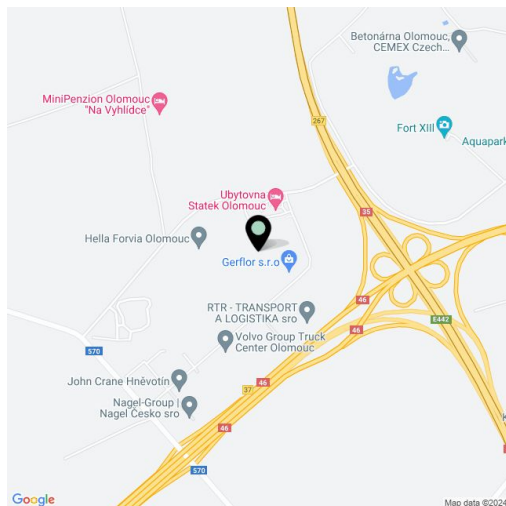 Betonárna Olomouc,
CEMEX Czech...
MiniPenzion Olomouc
"Na Vyhlídce"
267
Fort XIII
Aquapark
Ubytovna
Statek Olomouc
35
Hella Forvia Olomouc
Gerflor s.r.o
46
RTR - TRANSPORT
A LOGISTIKA sro
E442
46
Volvo Group Truck
Center Olomouc
570
John Crane Hněvotín
37
46
Nagel-Group |
Nagel Česko sro
46
570
Google
Map data ©2024